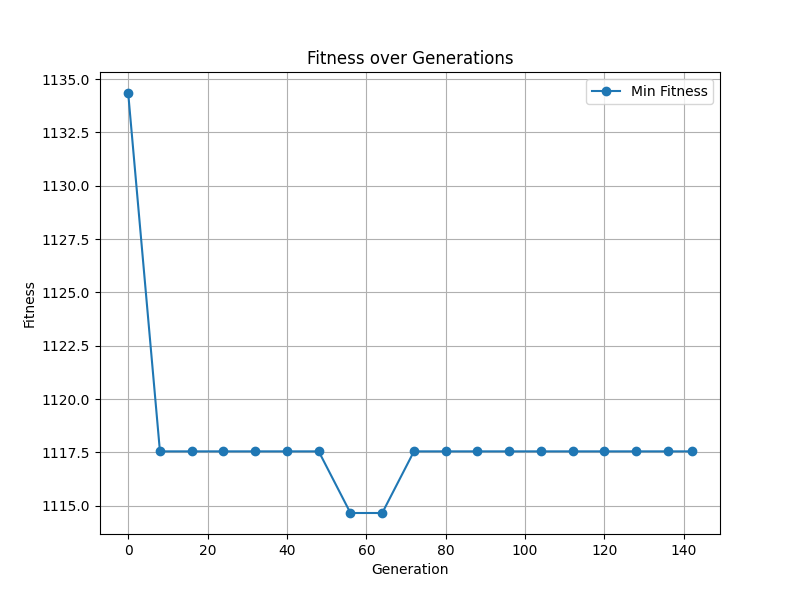 Fitness over Generations
Min Fitness
Fitness
1135.0
1132.5
1130.0
1127.5
1125.0
1122.5
1120.0
1117.5
1115.0
0 20 40 60 80 100 120 140
Generation